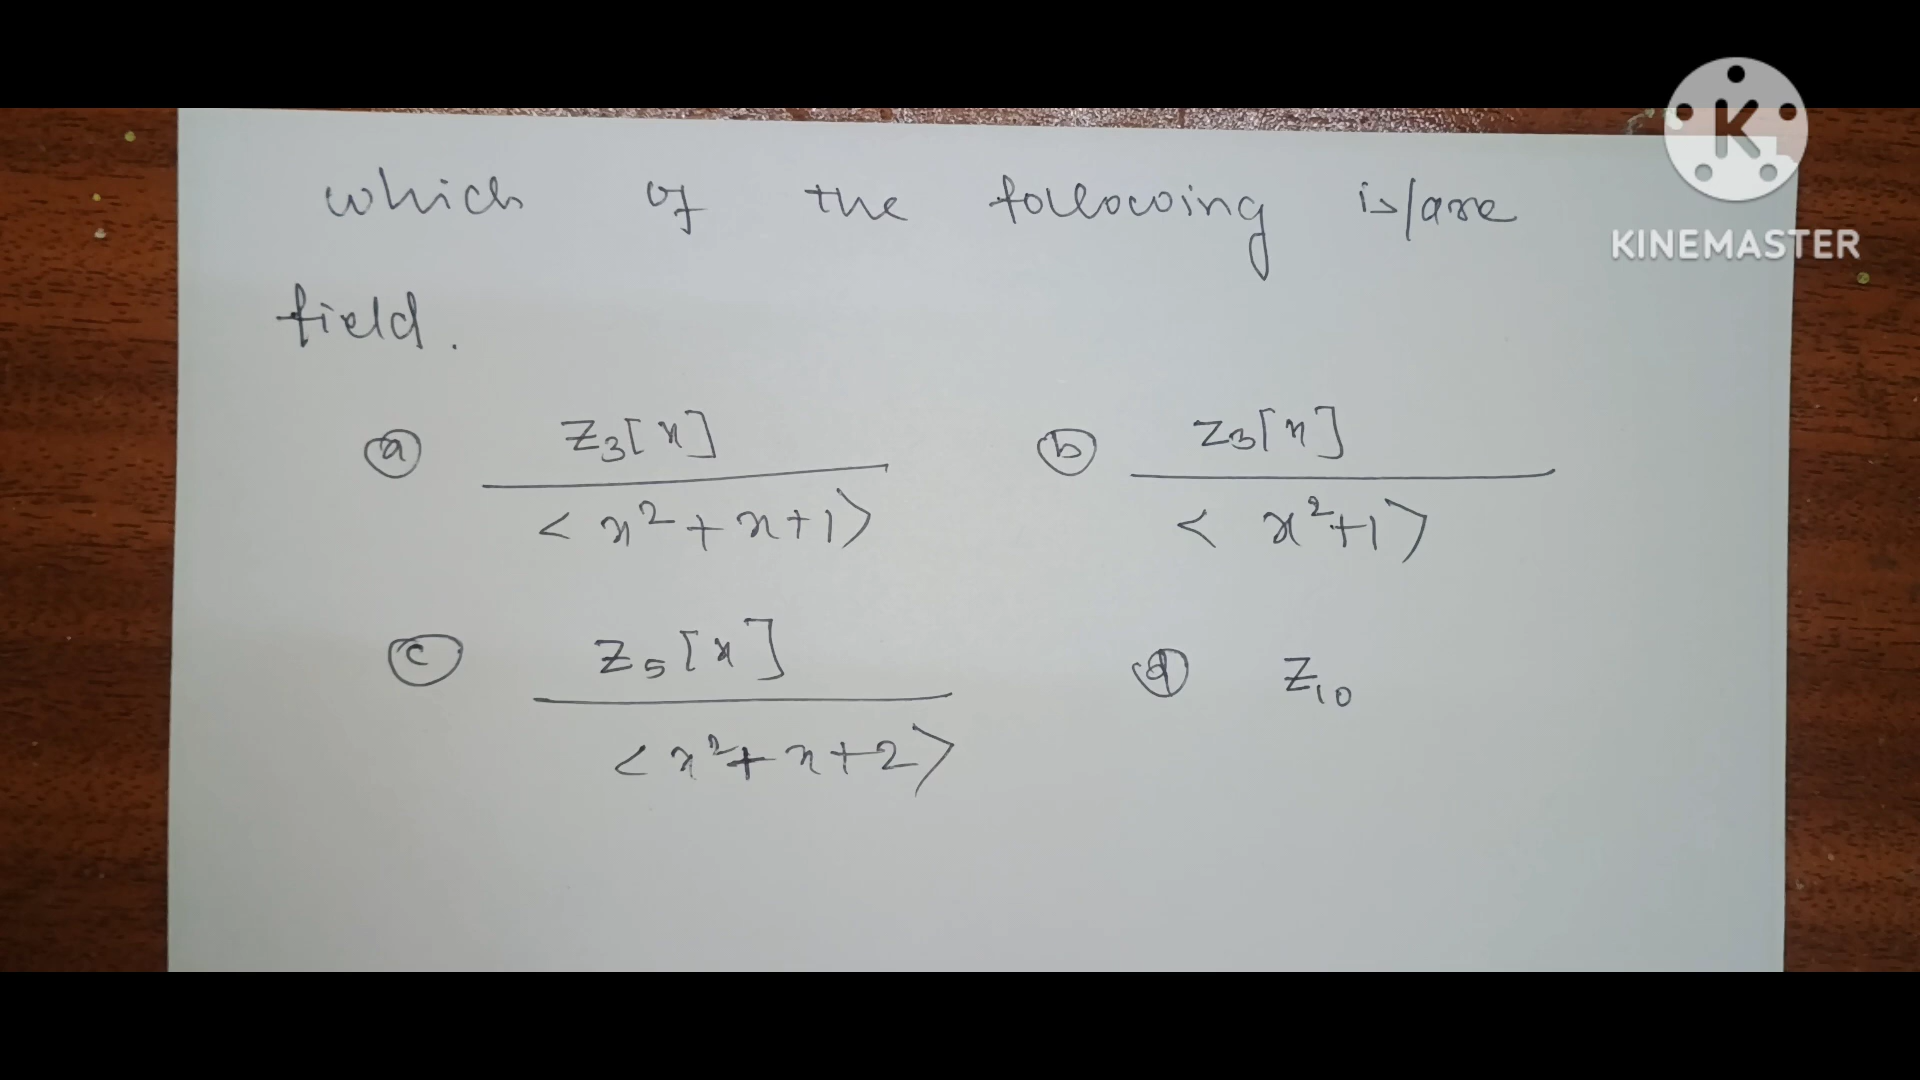 which of the following is/are
field.
ⓐ Z₃[x] / < x² + x + 1 >
ⓑ Z₃[x] / < x² + 1 >
ⓒ Z₅[x] / < x² + x + 2 >
ⓓ Z₁₀
K
KINEMASTER